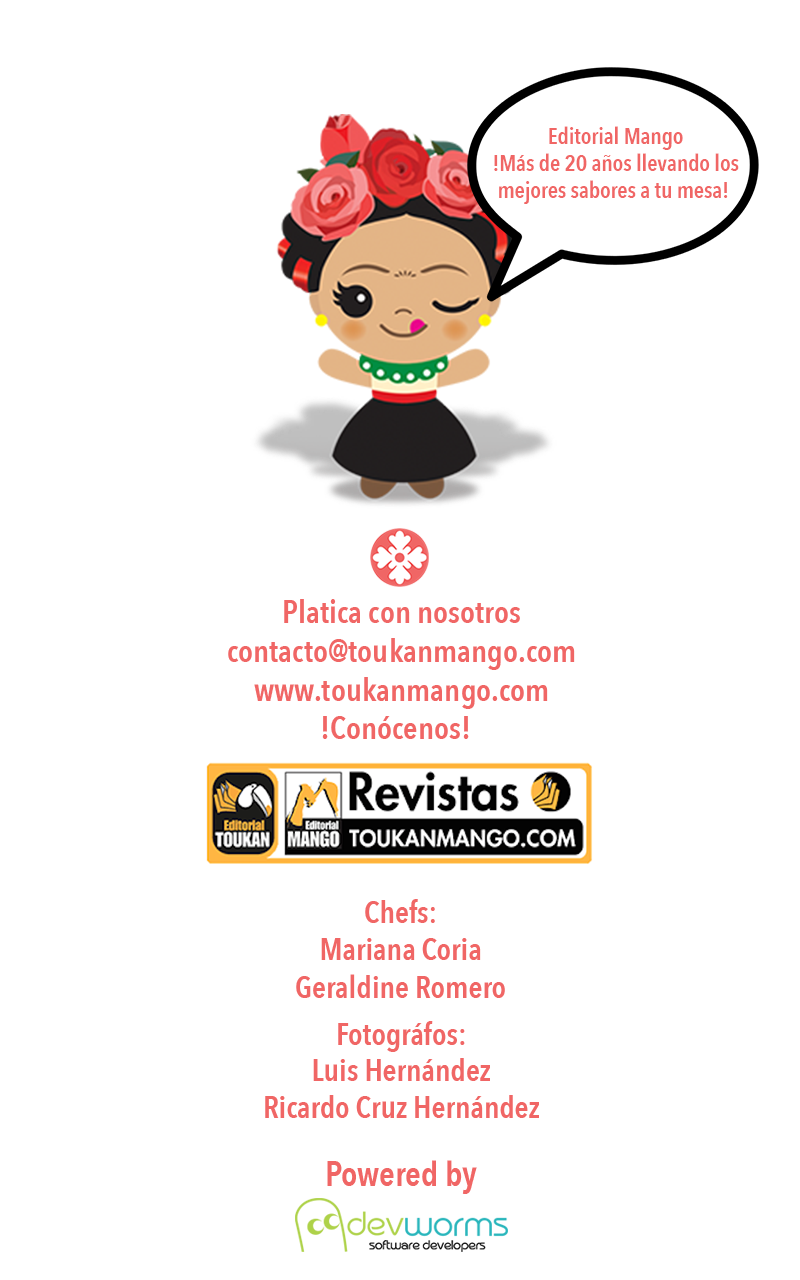 Editorial Mango
!Más de 20 años llevando los
mejores sabores a tu mesa!
Platica con nosotros
contacto@toukanmango.com
www.toukanmango.com
!Conócenos!
Editorial
TOUKAN
Editorial
MANGO
Revistas
TOUKANMANGO.COM
Chefs:
Mariana Coria
Geraldine Romero
Fotográfos:
Luis Hernández
Ricardo Cruz Hernández
Powered by
devworms
software developers